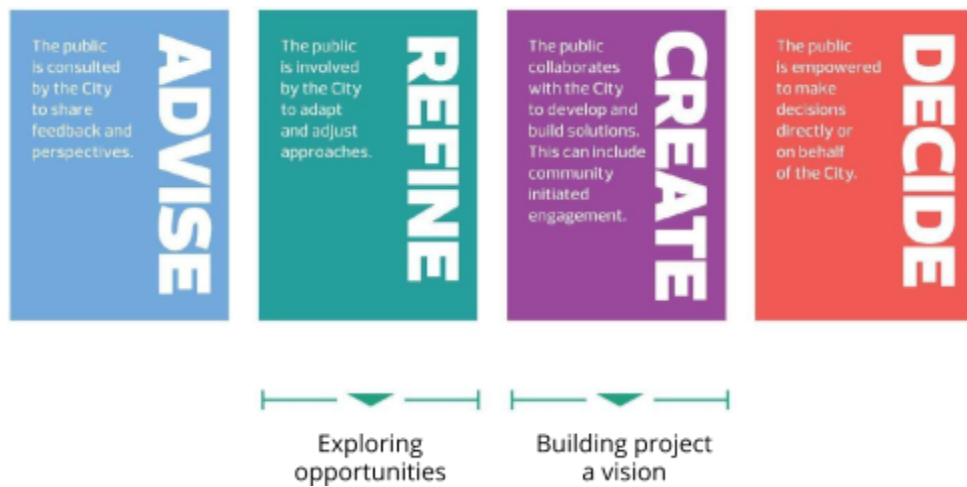 The public
is consulted
by the City
to share
feedback and
perspectives.
ADVISE
The public
is involved
by the City
to adapt
and adjust
approaches.
REFINE
The public
collaborates
with the City
to develop and
build solutions.
This can include
community
initiated
engagement.
CREATE
The public
is empowered
to make
decisions
directly or
on behalf
of the City.
DECIDE
Exploring
opportunities
Building project
a vision